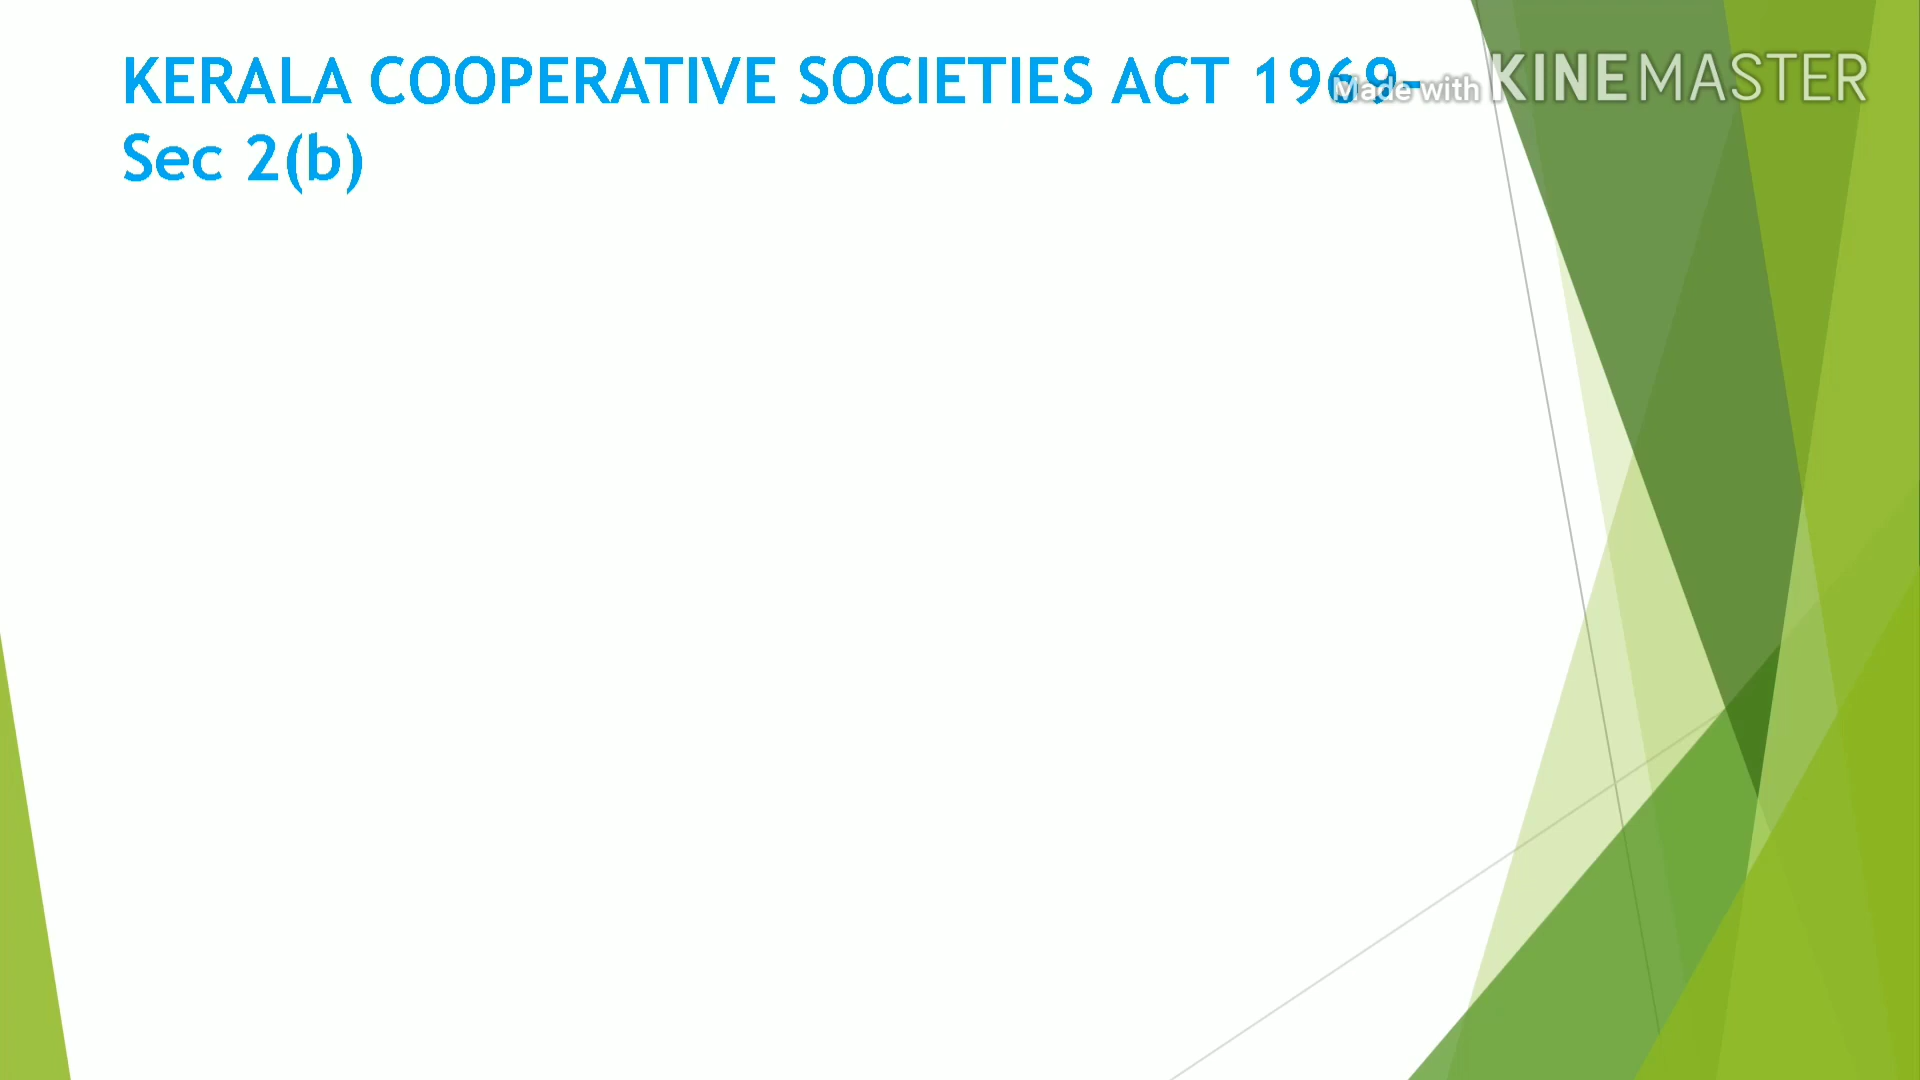 KERALA COOPERATIVE SOCIETIES ACT 1969-
Sec 2(b)
Made with KINEMASTER